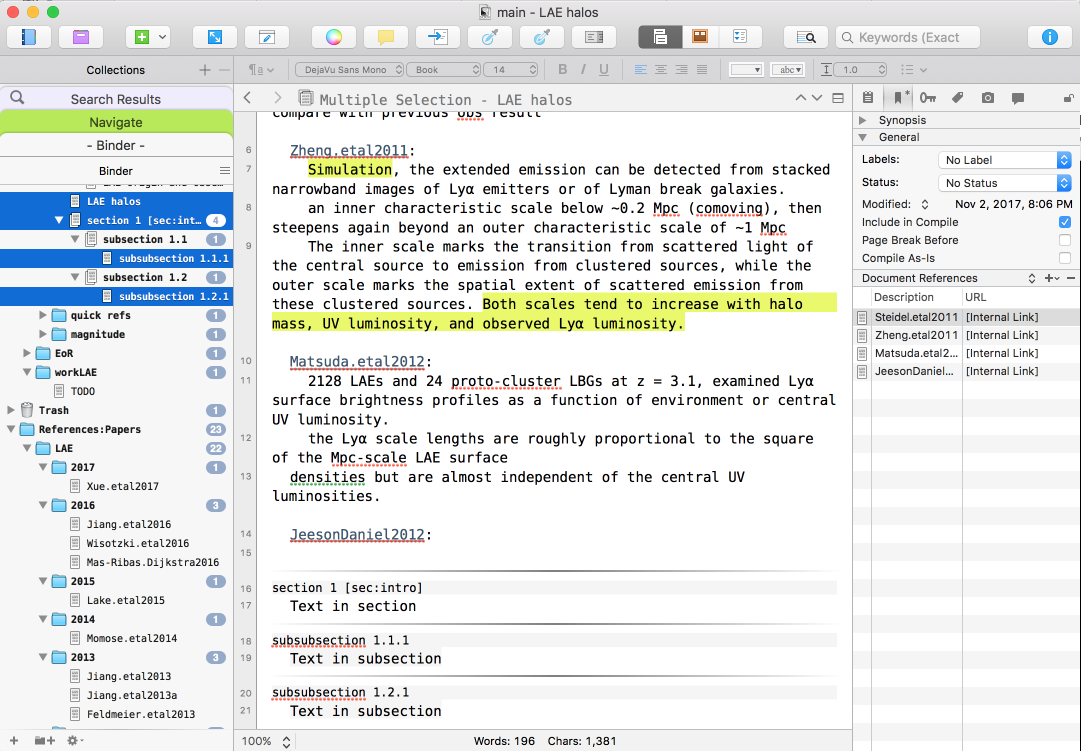 main - LAE halos
Keywords (Exact
Collections
DejaVu Sans Mono
Book
14
B I U
abc
1.0
Search Results
Navigate
- Binder -
Binder
LAE halos
section 1 [sec:int…
4
subsection 1.1
1
subsubsection 1.1.1
subsection 1.2
1
subsubsection 1.2.1
quick refs
1
magnitude
1
EoR
1
workLAE
1
TODO
Trash
1
References:Papers
23
LAE
22
2017
1
Xue.etal2017
2016
3
Jiang.etal2016
Wisotzki.etal2016
Mas-Ribas.Dijkstra2016
2015
1
Lake.etal2015
2014
1
Momose.etal2014
2013
3
Jiang.etal2013
Jiang.etal2013a
Feldmeier.etal2013
Multiple Selection - LAE halos
compare with previous obs result
6 Zheng.etal2011:
7 Simulation, the extended emission can be detected from stacked
narrowband images of Lyα emitters or of Lyman break galaxies.
8 an inner characteristic scale below ~0.2 Mpc (comoving), then
steepens again beyond an outer characteristic scale of ~1 Mpc
9 The inner scale marks the transition from scattered light of
the central source to emission from clustered sources, while the
outer scale marks the spatial extent of scattered emission from
these clustered sources. Both scales tend to increase with halo
mass, UV luminosity, and observed Lyα luminosity.
10 Matsuda.etal2012:
11 2128 LAEs and 24 proto-cluster LBGs at z = 3.1, examined Lyα
surface brightness profiles as a function of environment or central
UV luminosity.
12 the Lyα scale lengths are roughly proportional to the square
of the Mpc-scale LAE surface
13 densities but are almost independent of the central UV
luminosities.
14 JeesonDaniel2012:
15
16 section 1 [sec:intro]
17 Text in section
18 subsubsection 1.1.1
19 Text in subsection
20 subsubsection 1.2.1
21 Text in subsection
100%
Words: 196 Chars: 1,381
Synopsis
General
Labels: No Label
Status: No Status
Modified: Nov 2, 2017, 8:06 PM
Include in Compile
Page Break Before
Compile As-Is
Document References
Description URL
Steidel.etal2011 [Internal Link]
Zheng.etal2011 [Internal Link]
Matsuda.etal2… [Internal Link]
JeesonDaniel… [Internal Link]